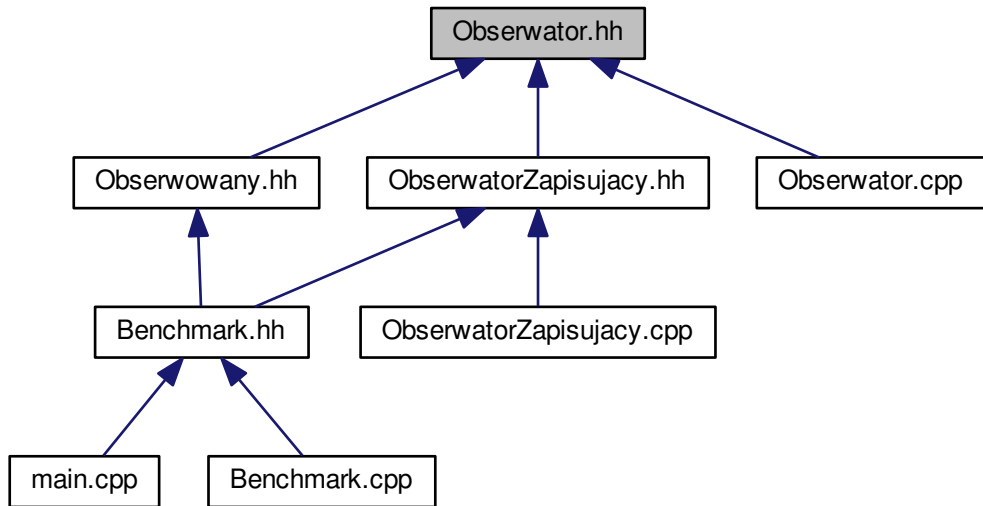 Obserwator.hh
Obserwowany.hh
ObserwatorZapisujacy.hh
Obserwator.cpp
Benchmark.hh
ObserwatorZapisujacy.cpp
main.cpp
Benchmark.cpp